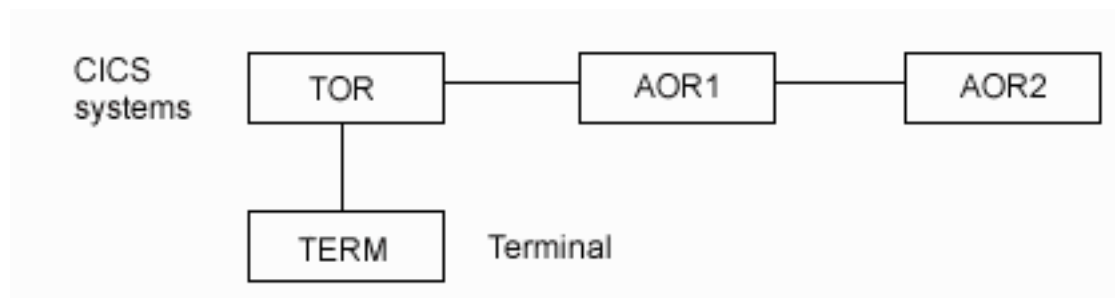 CICS
systems
TOR
AOR1
AOR2
TERM
Terminal